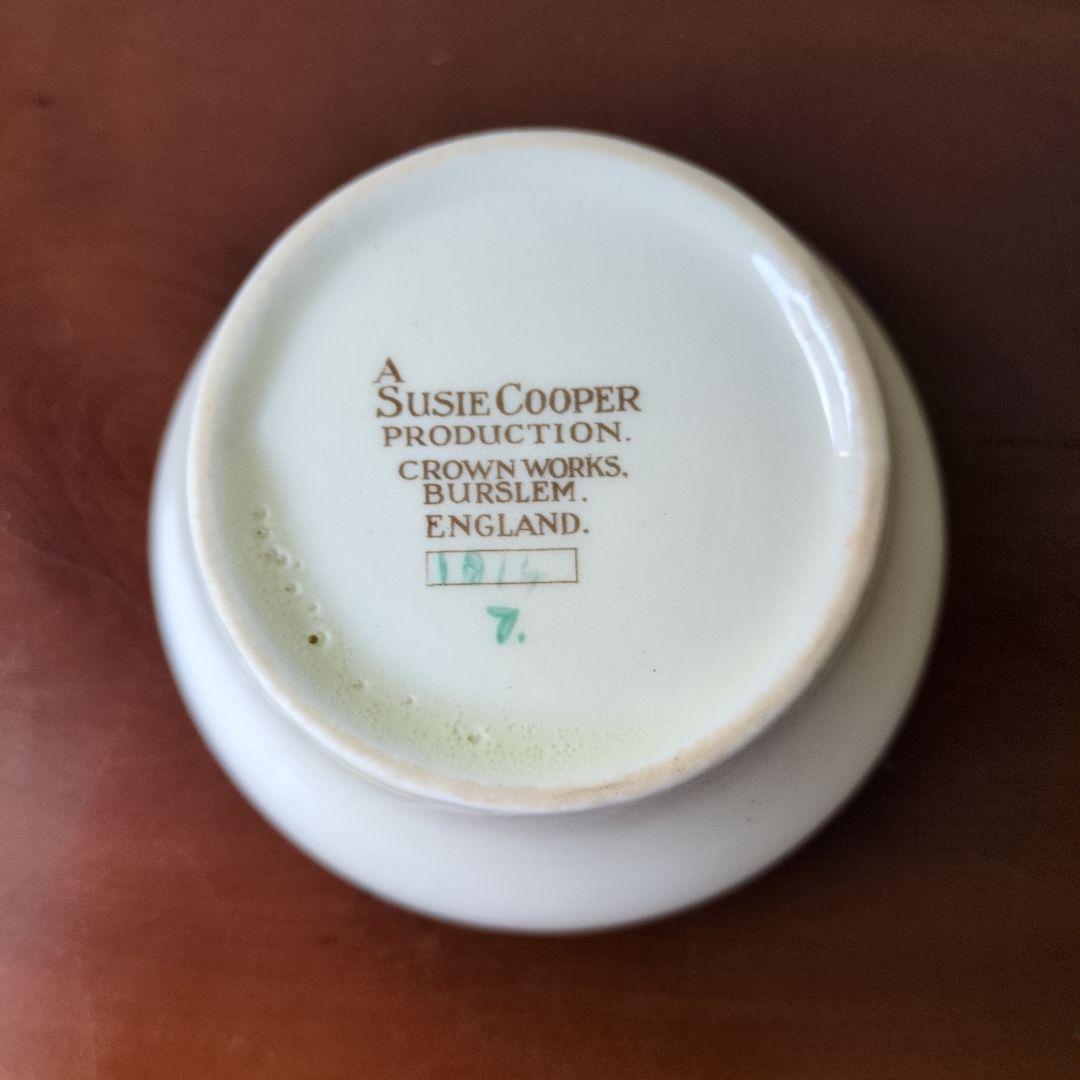 A
SUSIE COOPER
PRODUCTION.
CROWN WORKS,
BURSLEM.
ENGLAND.
7.